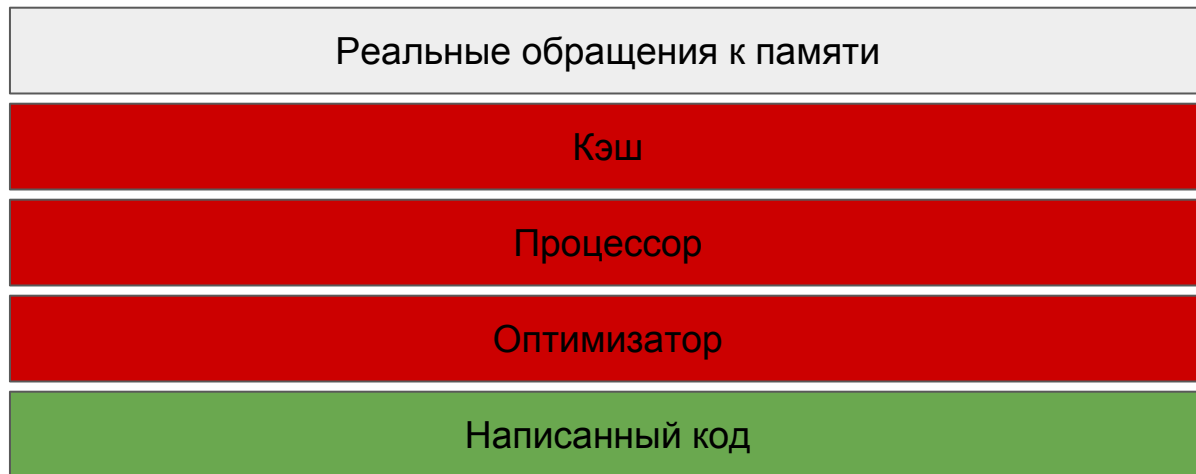 Реальные обращения к памяти
Кэш
Процессор
Оптимизатор
Написанный код